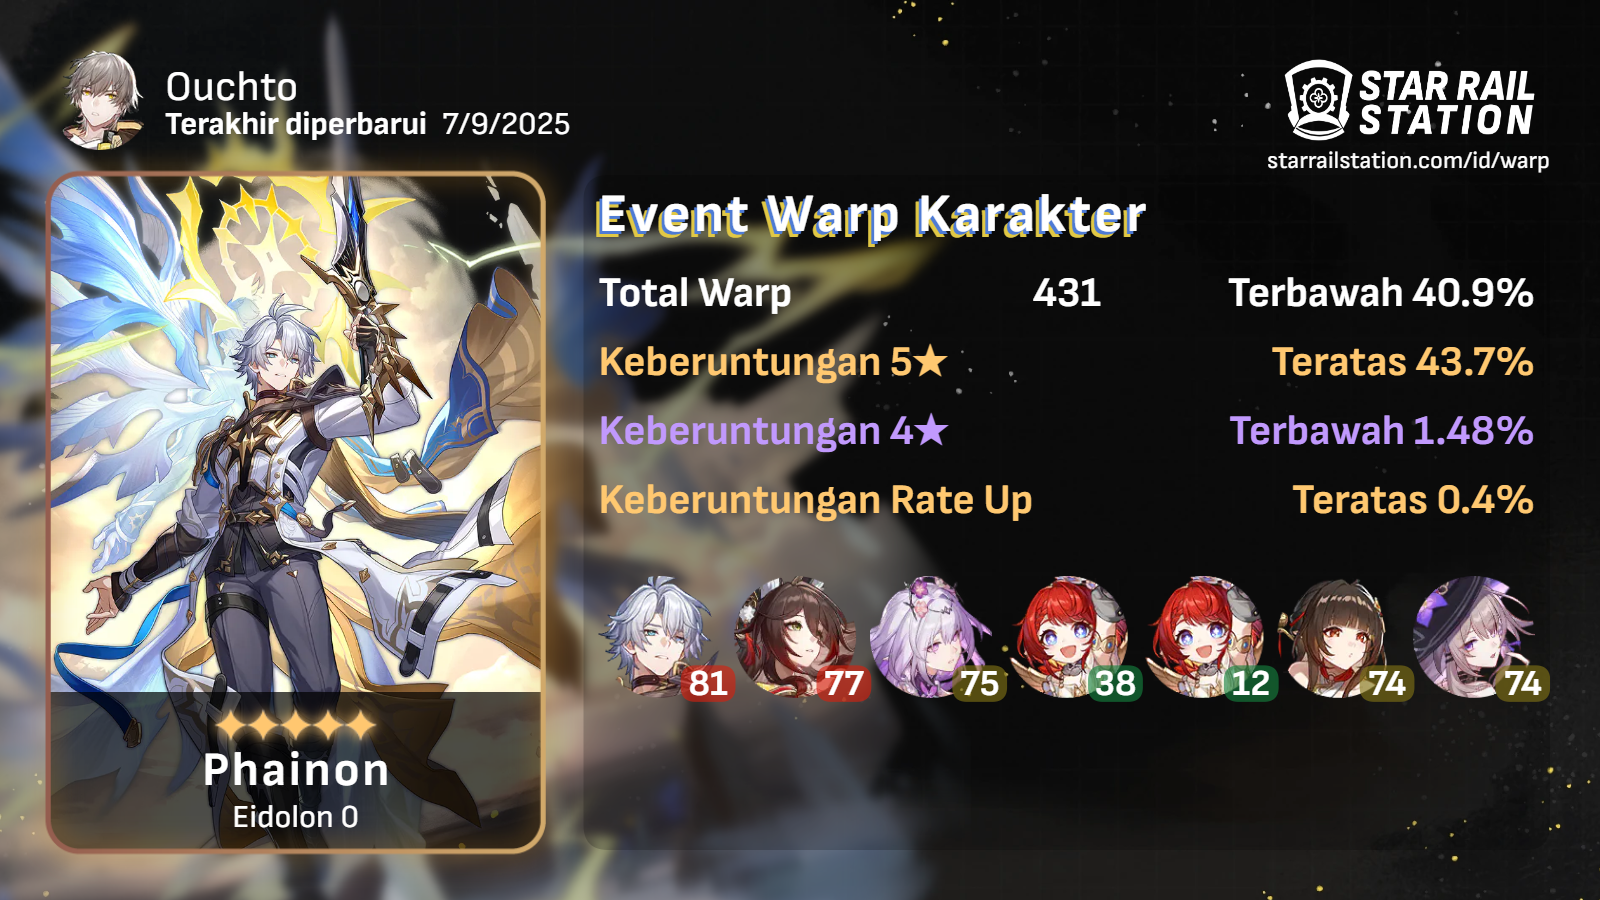 Ouchto
Terakhir diperbarui 7/9/2025
STAR RAIL
STATION
starrailstation.com/id/warp
Event Warp Karakter
Total Warp 431 Terbawah 40.9%
Keberuntungan 5★ Teratas 43.7%
Keberuntungan 4★ Terbawah 1.48%
Keberuntungan Rate Up Teratas 0.4%
81 77 75 38 12 74 74
Phainon
Eidolon 0